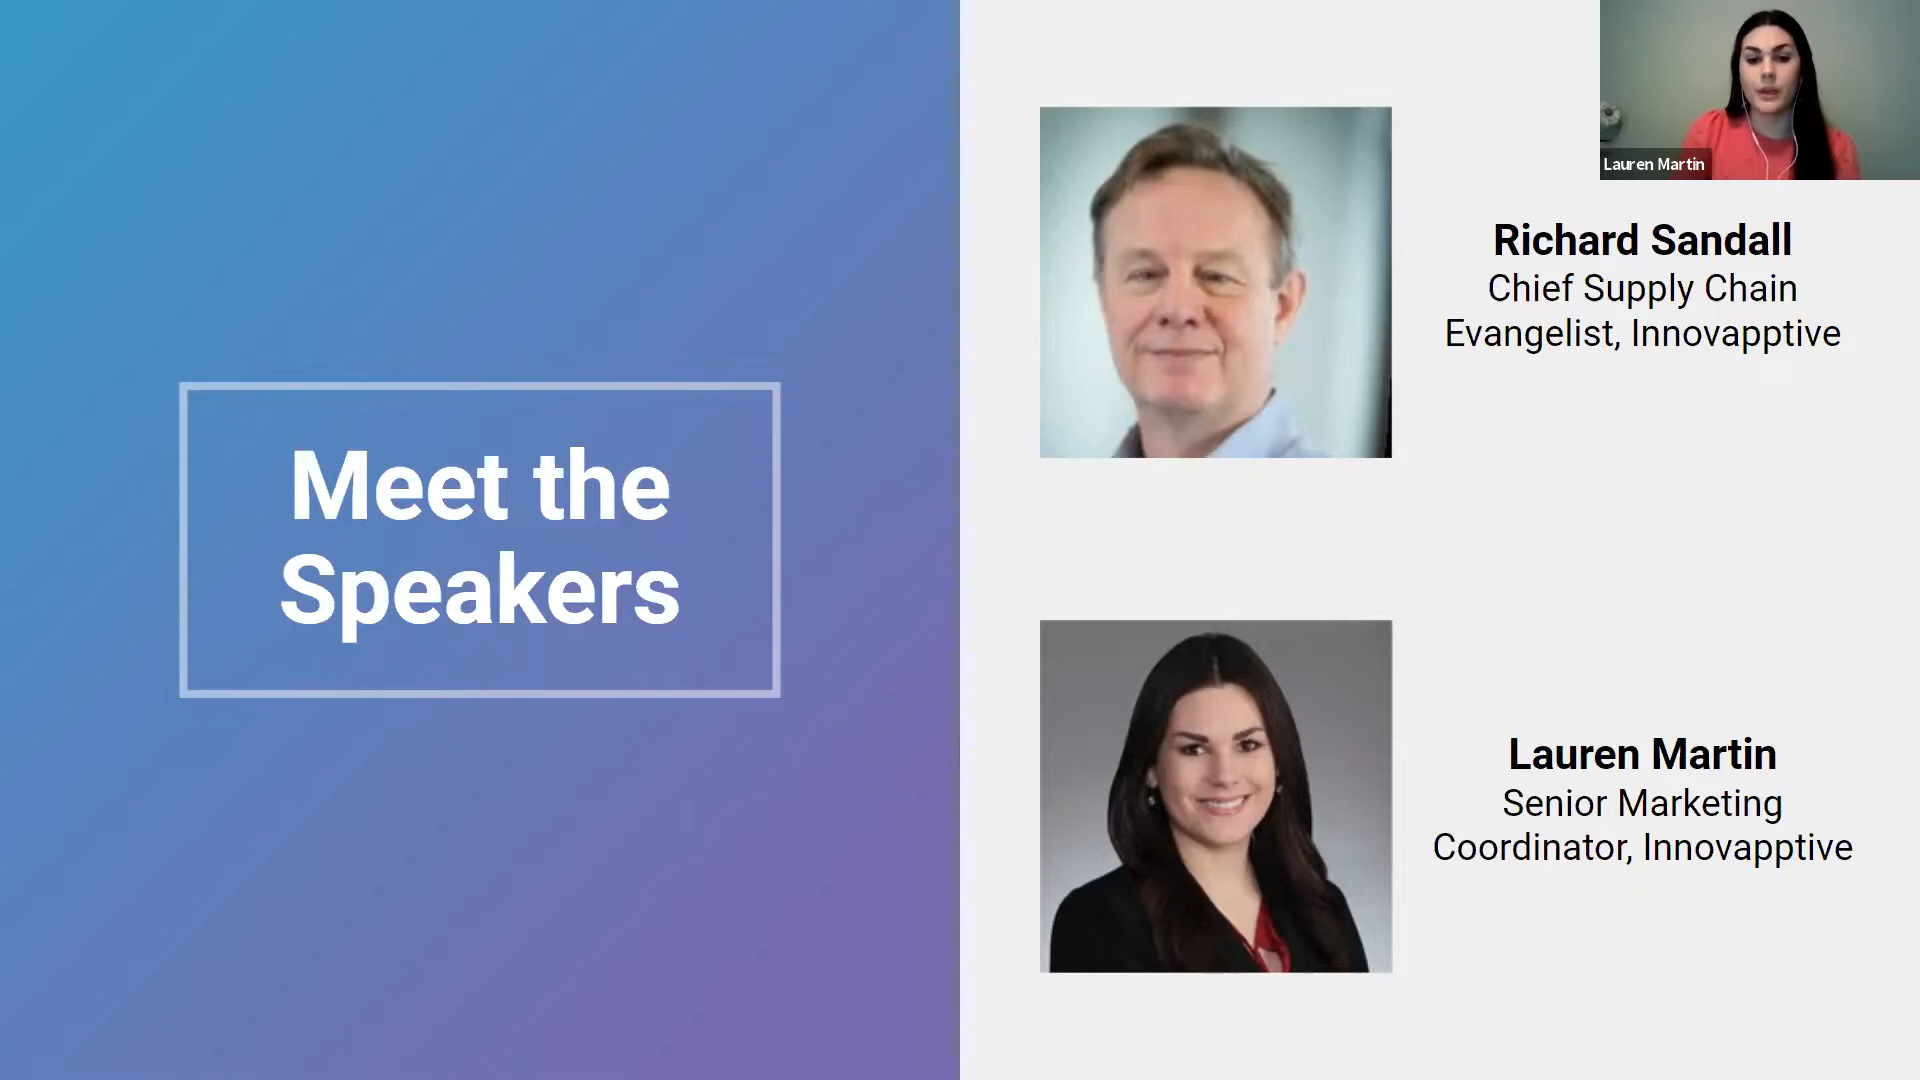 Meet the
Speakers
Lauren Martin
Richard Sandall
Chief Supply Chain
Evangelist, Innovapptive
Lauren Martin
Senior Marketing
Coordinator, Innovapptive